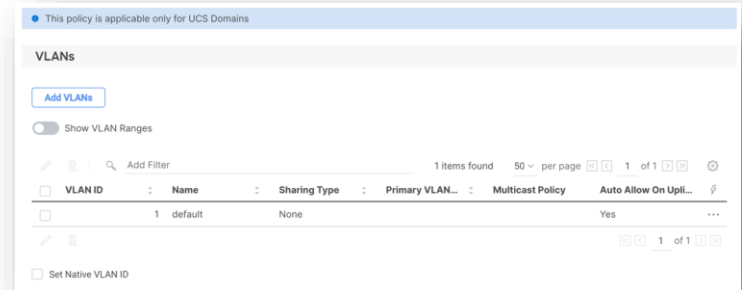 This policy is applicable only for UCS Domains
VLANs
Add VLANs
Show VLAN Ranges
Add Filter 1 items found 50 per page 1 of 1
VLAN ID Name Sharing Type Primary VLAN... Multicast Policy Auto Allow On Upli...
1 default None Yes ...
1 of 1
Set Native VLAN ID